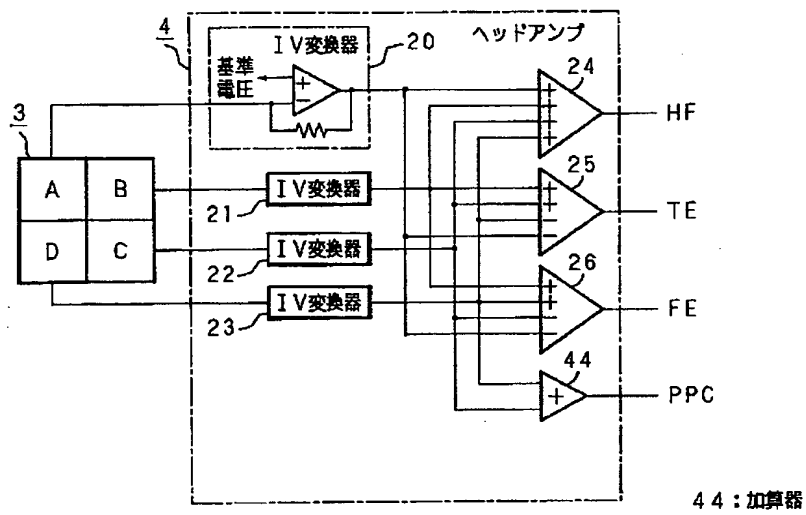 4
ヘッドアンプ
IV変換器
20
基準
電圧
+
−
24
+
+
+
+
HF
3
A
B
D
C
IV変換器
21
25
+
+
−
−
TE
IV変換器
22
26
+
+
−
−
FE
IV変換器
23
44
+
PPC
44:加算器